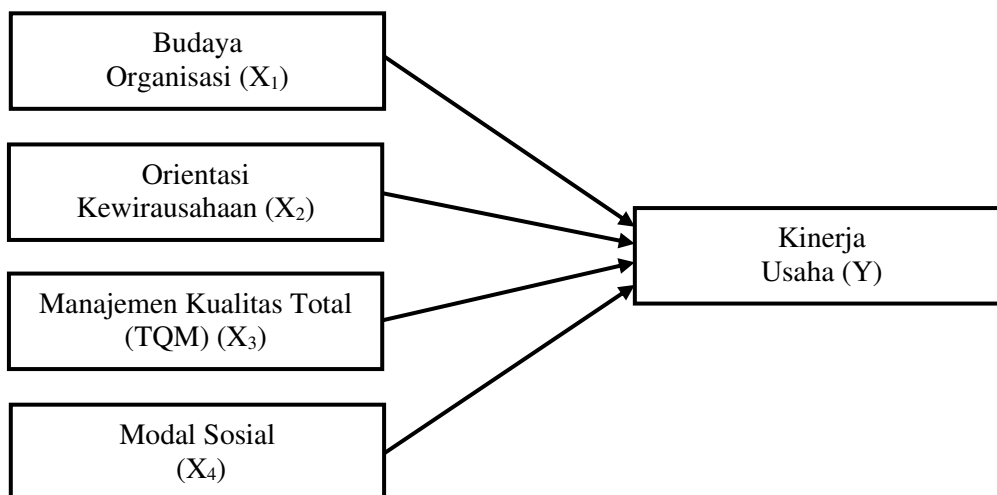 Budaya
Organisasi (X₁)
Orientasi
Kewirausahaan (X₂)
Manajemen Kualitas Total
(TQM) (X₃)
Modal Sosial
(X₄)
Kinerja
Usaha (Y)